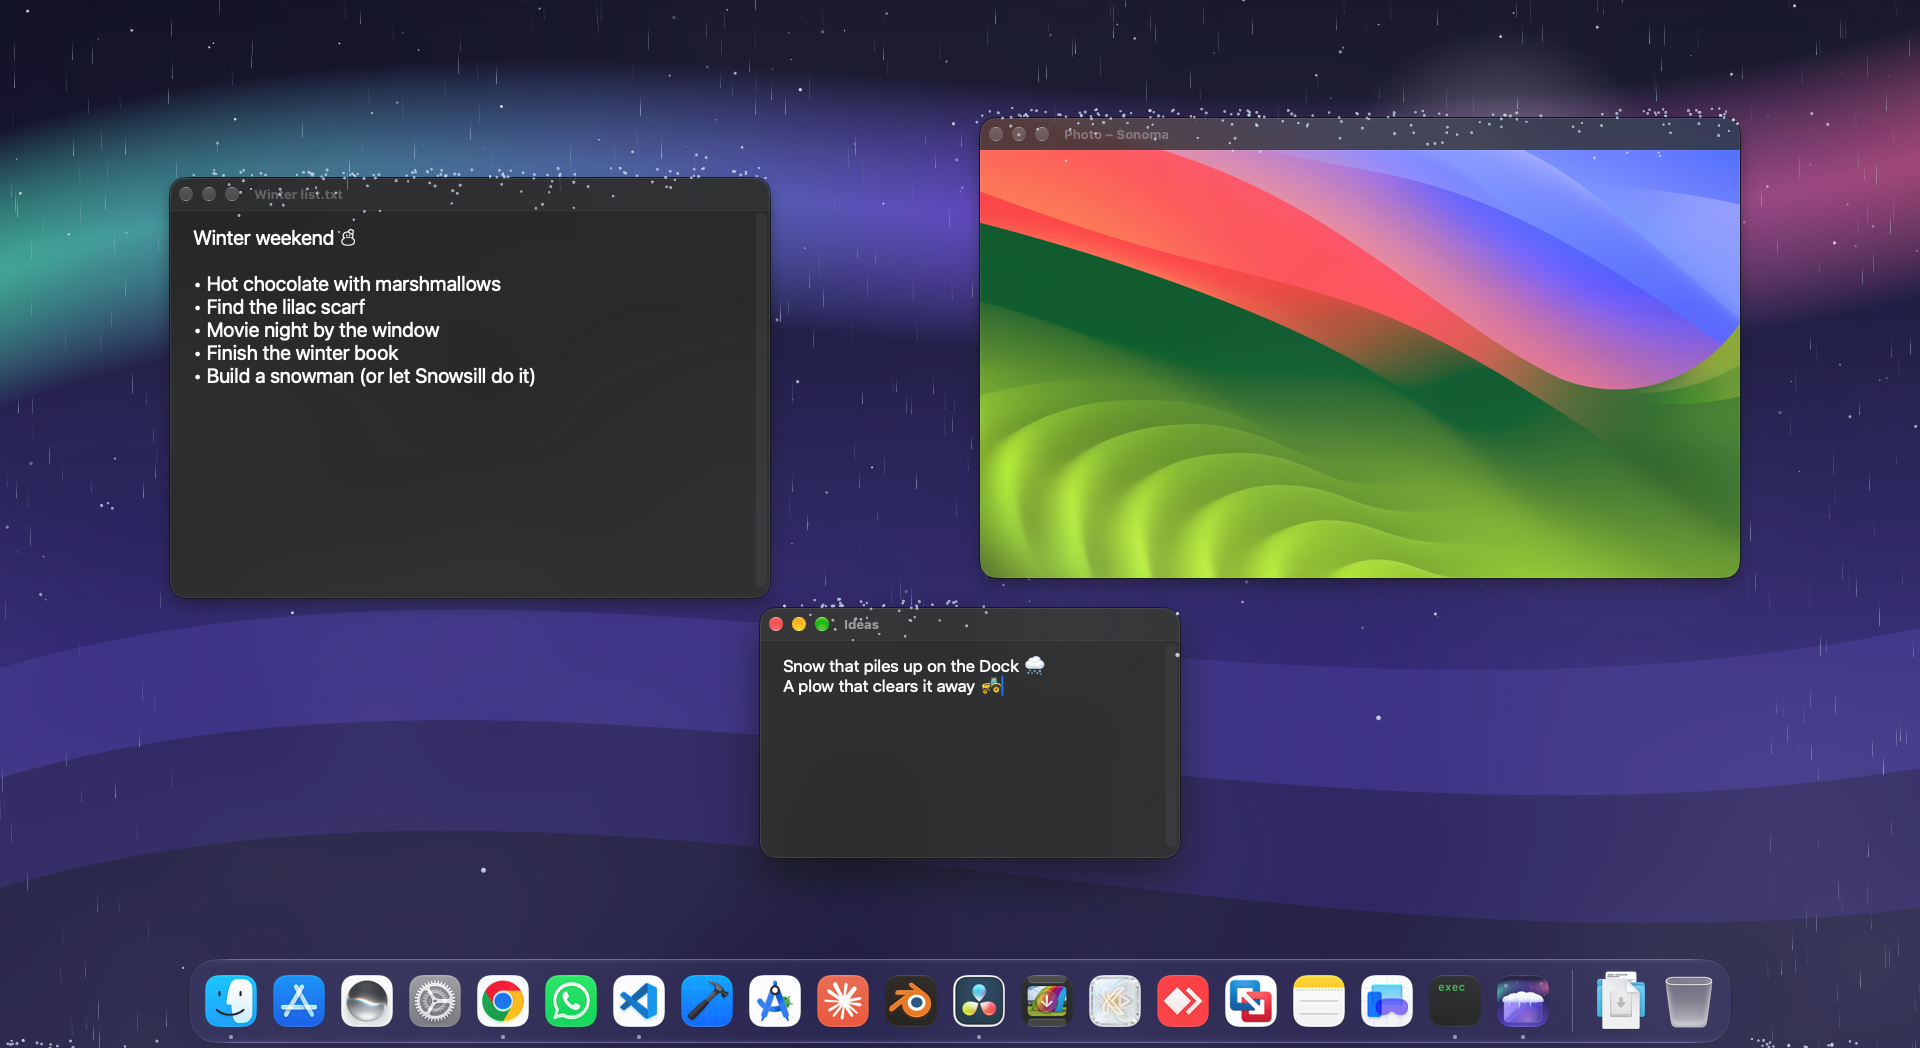 Winter list.txt
Winter weekend ☃
• Hot chocolate with marshmallows
• Find the lilac scarf
• Movie night by the window
• Finish the winter book
• Build a snowman (or let Snowsill do it)
Photo – Sonoma
Ideas
Snow that piles up on the Dock 🌨️
A plow that clears it away 🚜
exec